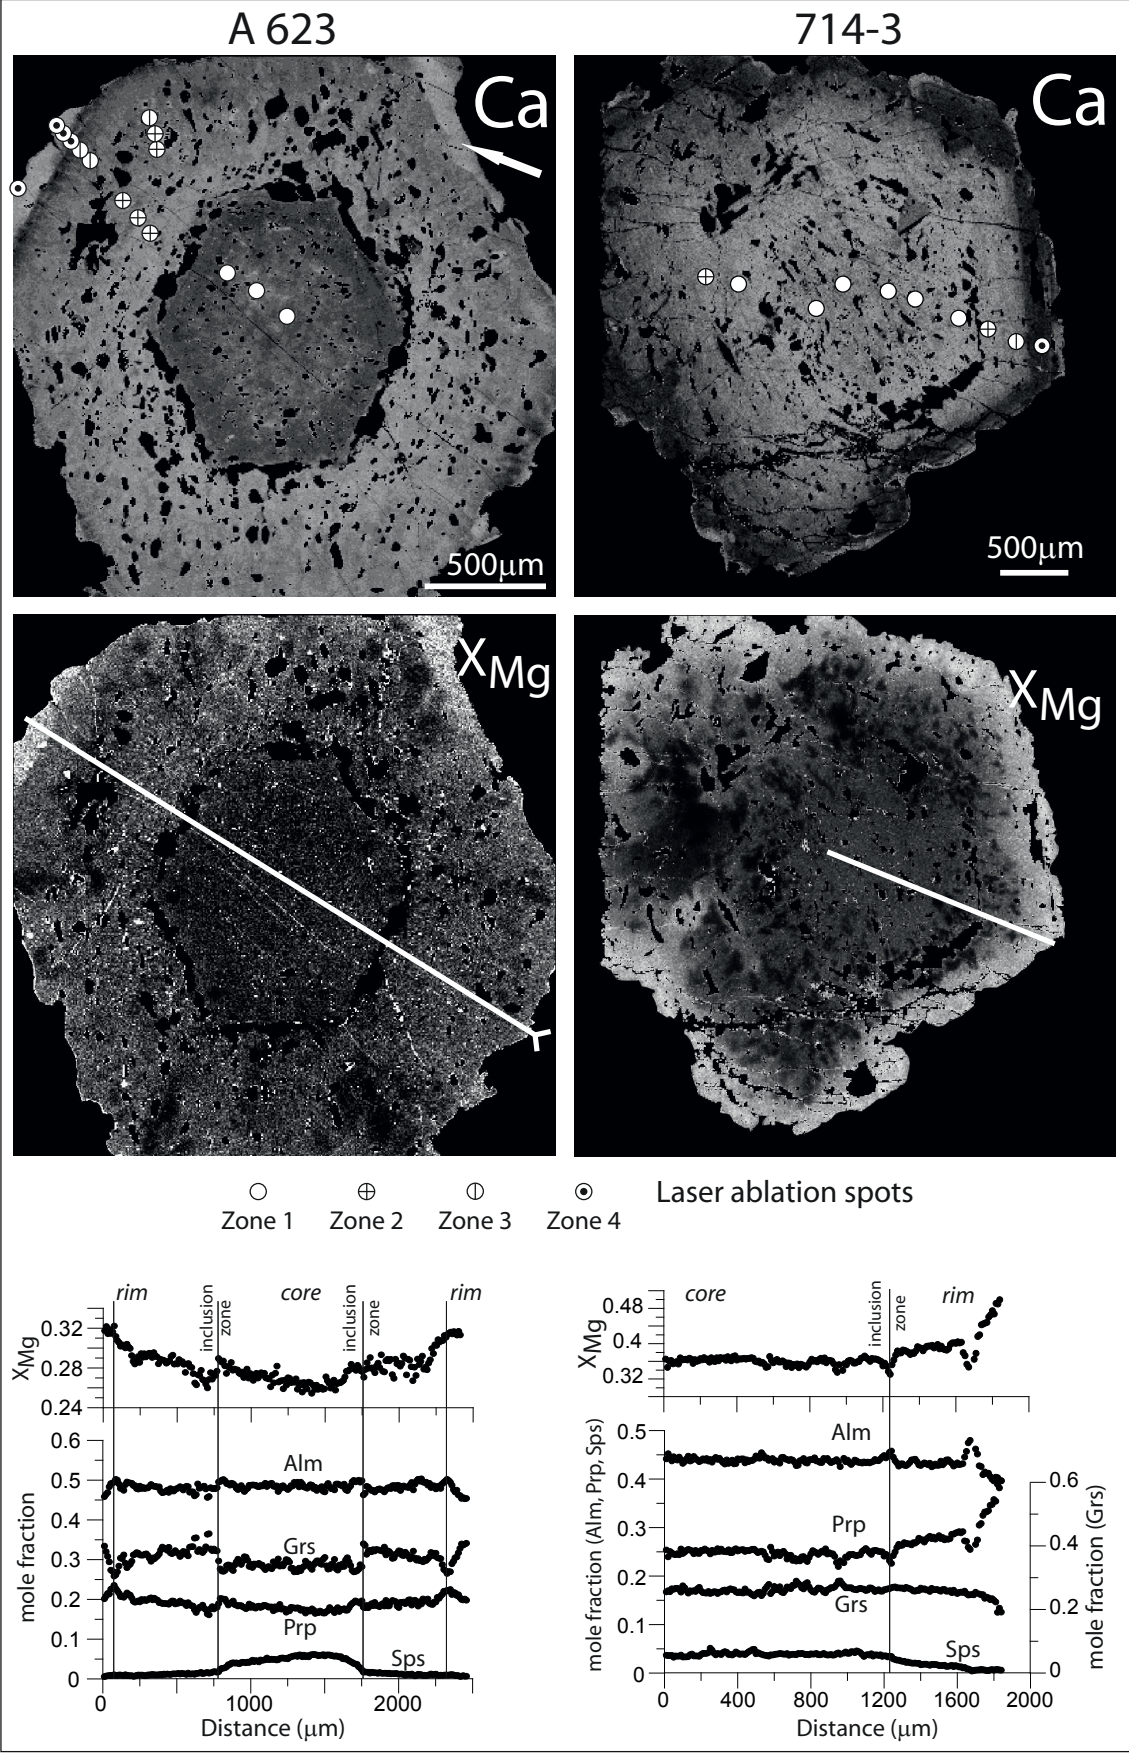 A 623
714-3
Ca
Ca
500μm
500μm
XMg
XMg
Laser ablation spots
Zone 1 Zone 2 Zone 3 Zone 4
rim
inclusion
zone
core
inclusion
zone
rim
XMg
0.32
0.28
0.24
0.6
0.5
0.4
0.3
0.2
0.1
0
mole fraction
Alm
Grs
Prp
Sps
0 1000 2000
Distance (μm)
core
inclusion
zone
rim
XMg
0.48
0.4
0.32
0.5
0.4
0.3
0.2
0.1
0
mole fraction (Alm, Prp, Sps)
Alm
Prp
Grs
Sps
0.6
0.4
0.2
0
mole fraction (Grs)
0 400 800 1200 1600 2000
Distance (μm)